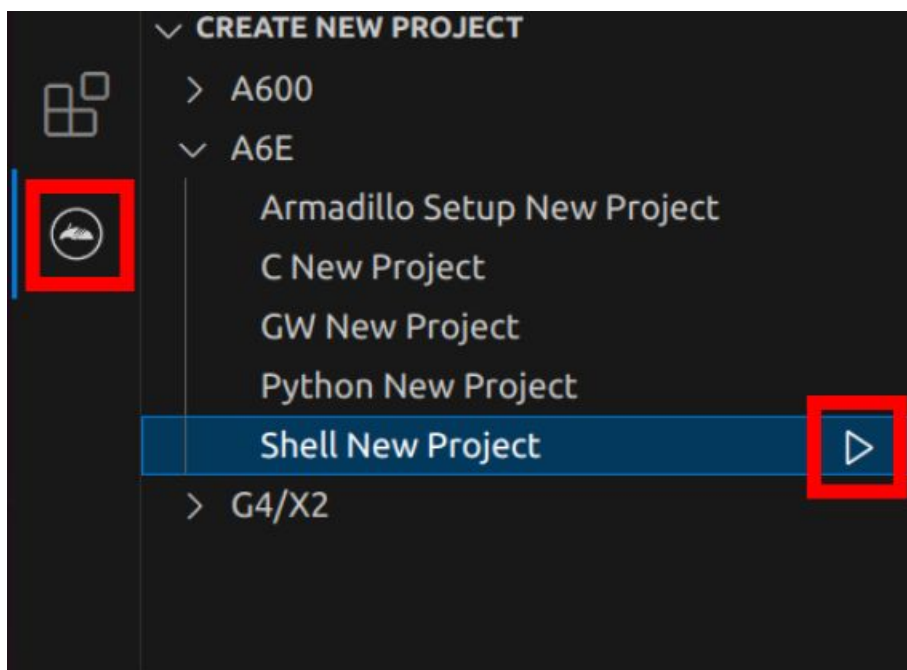 CREATE NEW PROJECT
A600
A6E
Armadillo Setup New Project
C New Project
GW New Project
Python New Project
Shell New Project
G4/X2